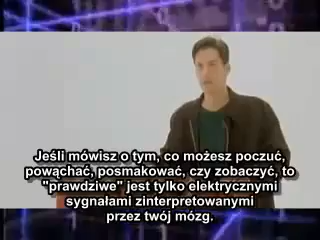 Jeśli mówisz o tym, co możesz poczuć,
powąchać, posmakować, czy zobaczyć, to
"prawdziwe" jest tylko elektrycznymi
sygnałami zinterpretowanymi
przez twój mózg.